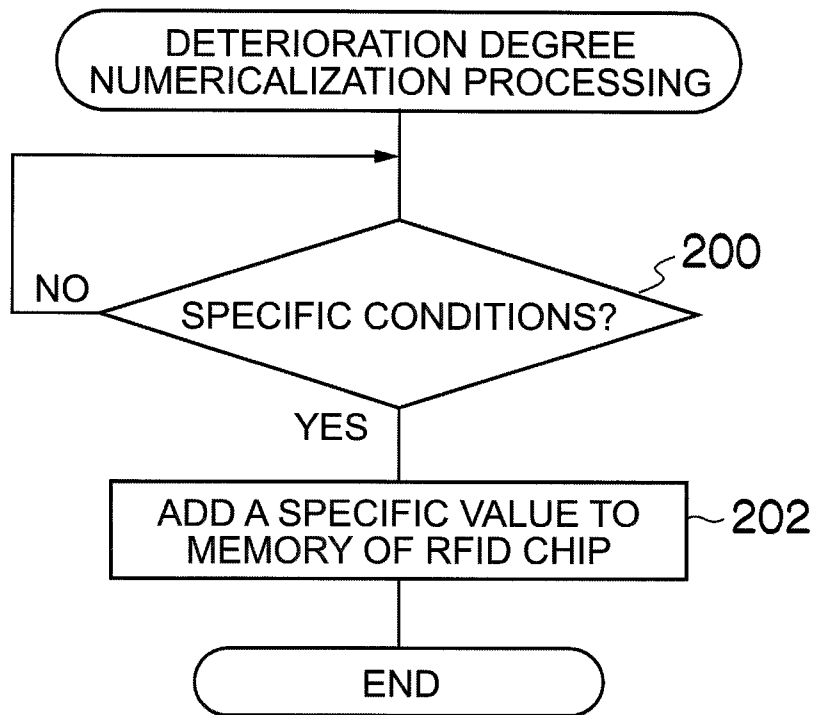 DETERIORATION DEGREE
NUMERICALIZATION PROCESSING
200
NO
SPECIFIC CONDITIONS?
YES
ADD A SPECIFIC VALUE TO
MEMORY OF RFID CHIP
202
END